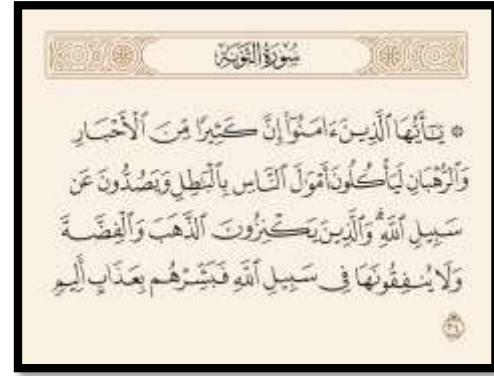 سُورَةُ التَّوْبَةِ
۞ يَـٰٓأَيُّهَا ٱلَّذِينَ ءَامَنُوٓا۟ إِنَّ كَثِيرًا مِّنَ ٱلْأَحْبَارِ
وَٱلرُّهْبَانِ لَيَأْكُلُونَ أَمْوَٰلَ ٱلنَّاسِ بِٱلْبَـٰطِلِ وَيَصُدُّونَ عَن
سَبِيلِ ٱللَّهِ ۗ وَٱلَّذِينَ يَكْنِزُونَ ٱلذَّهَبَ وَٱلْفِضَّةَ
وَلَا يُنفِقُونَهَا فِى سَبِيلِ ٱللَّهِ فَبَشِّرْهُم بِعَذَابٍ أَلِيمٍ